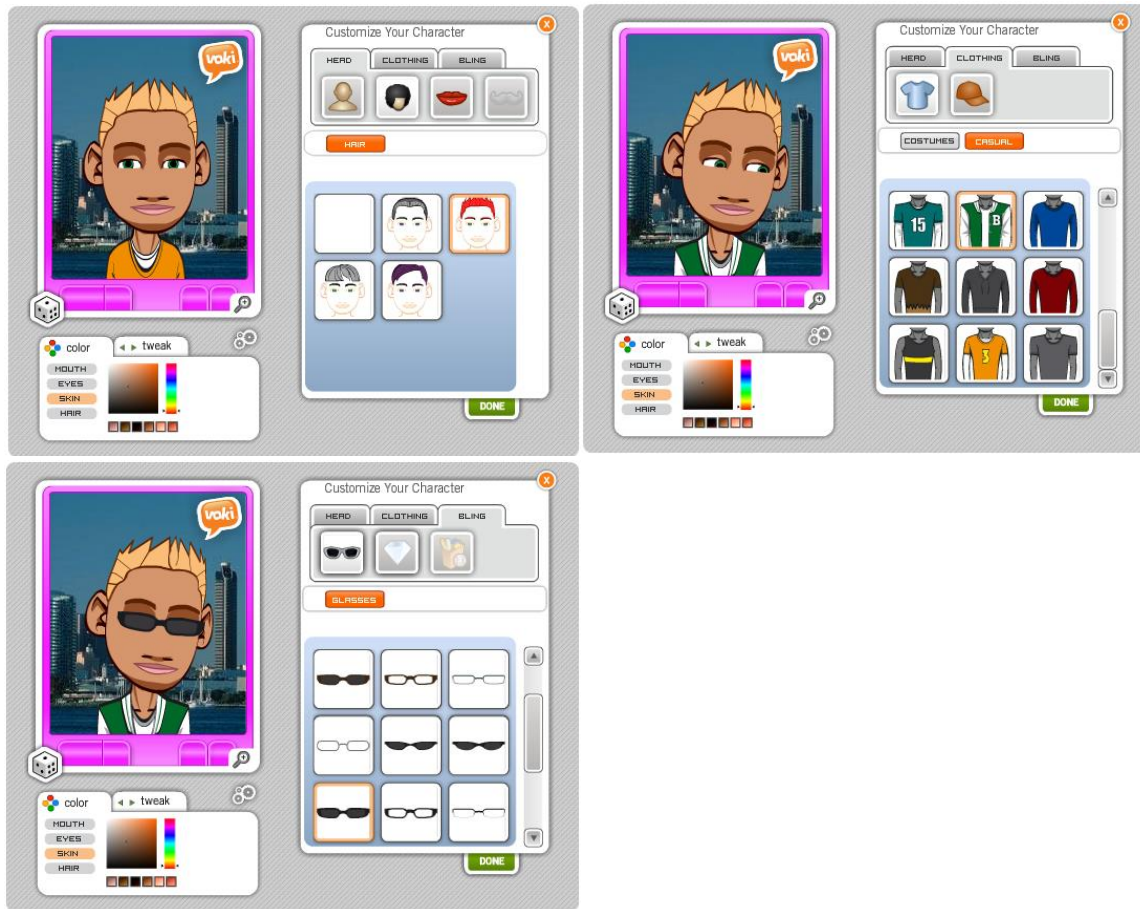 Customize Your Character
voki
HEAD CLOTHING BLING
HAIR
color tweak
MOUTH
EYES
SKIN
HAIR
DONE
X
Customize Your Character
voki
HEAD CLOTHING BLING
COSTUMES CASUAL
15 B
3
color tweak
MOUTH
EYES
SKIN
HAIR
DONE
X
Customize Your Character
voki
HEAD CLOTHING BLING
GLASSES
color tweak
MOUTH
EYES
SKIN
HAIR
DONE
X